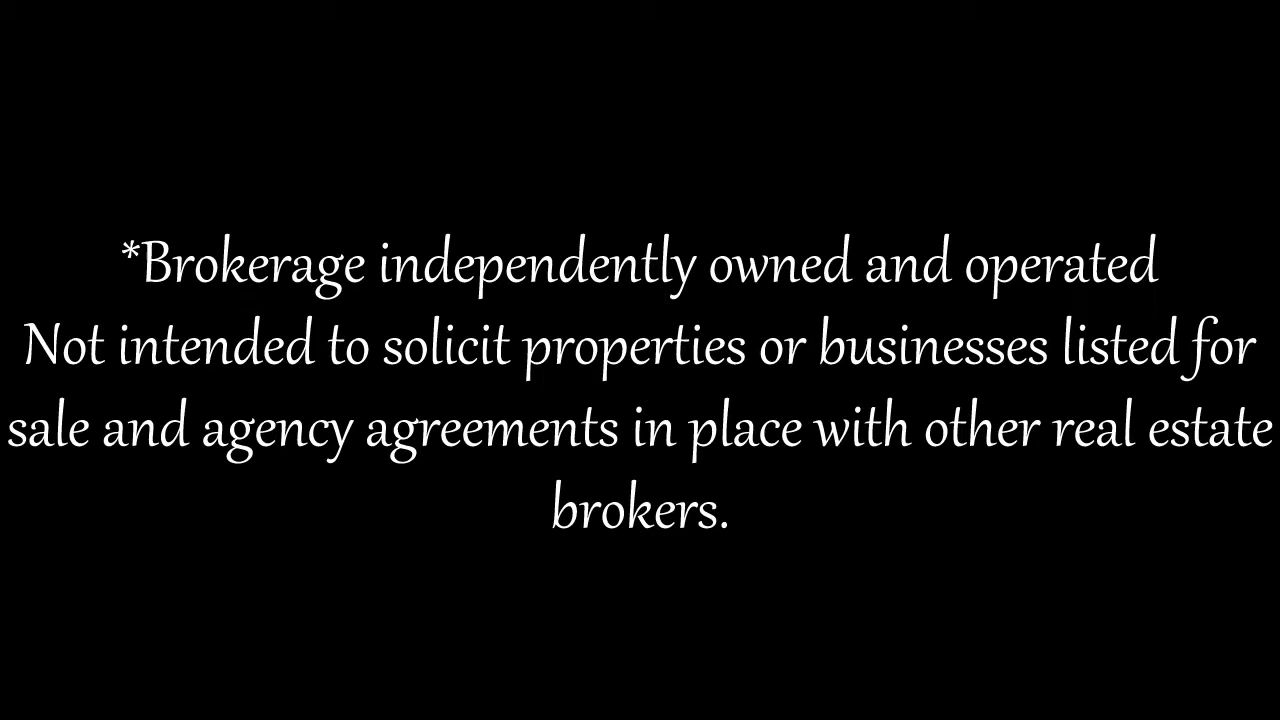 *Brokerage independently owned and operated
Not intended to solicit properties or businesses listed for
sale and agency agreements in place with other real estate
brokers.